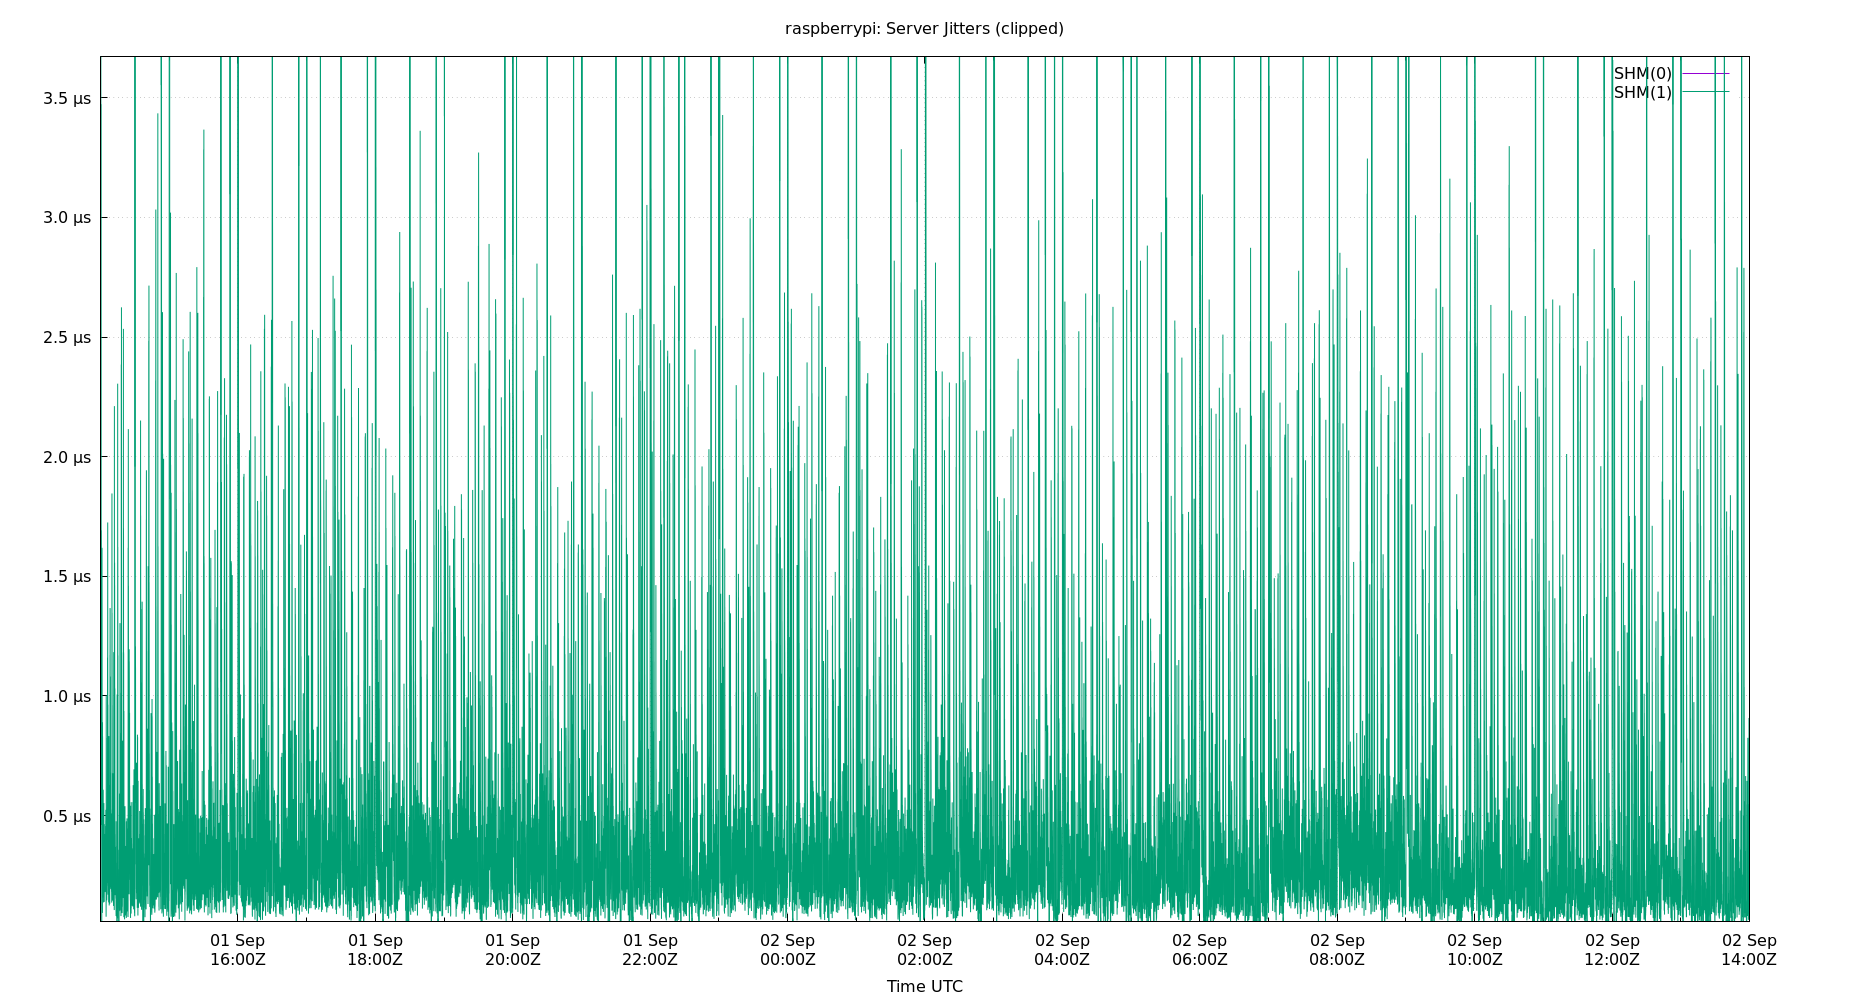 raspberrypi: Server Jitters (clipped)
SHM(0)
SHM(1)
3.5 µs
3.0 µs
2.5 µs
2.0 µs
1.5 µs
1.0 µs
0.5 µs
01 Sep 01 Sep 01 Sep 01 Sep 02 Sep 02 Sep 02 Sep 02 Sep 02 Sep 02 Sep 02 Sep 02 Sep
16:00Z 18:00Z 20:00Z 22:00Z 00:00Z 02:00Z 04:00Z 06:00Z 08:00Z 10:00Z 12:00Z 14:00Z
Time UTC